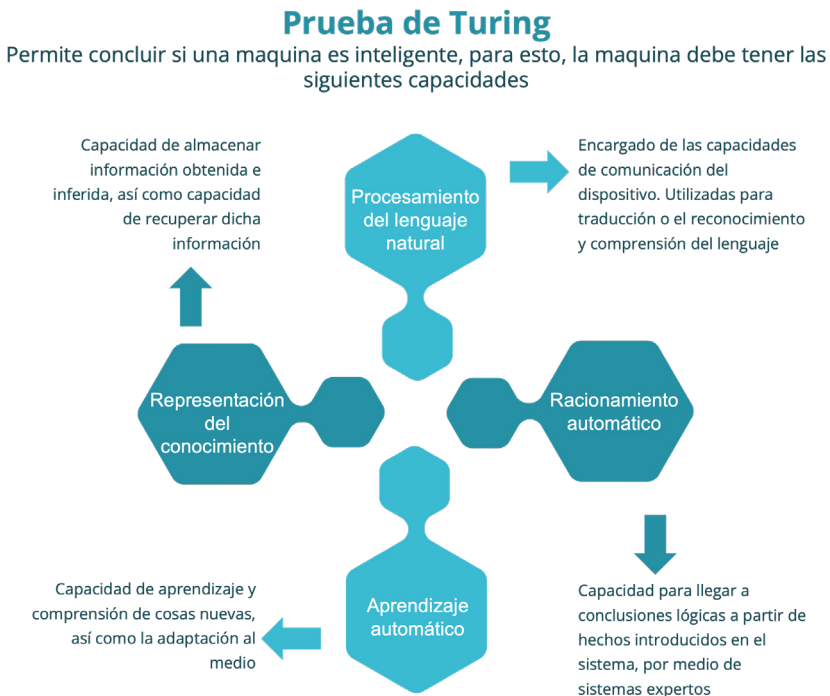 Prueba de Turing
Permite concluir si una maquina es inteligente, para esto, la maquina debe tener las
siguientes capacidades
Capacidad de almacenar
información obtenida e
inferida, así como capacidad
de recuperar dicha
información
Procesamiento
del lenguaje
natural
Encargado de las capacidades
de comunicación del
dispositivo. Utilizadas para
traducción o el reconocimiento
y comprensión del lenguaje
Representación
del
conocimiento
Racionamiento
automático
Capacidad de aprendizaje y
comprensión de cosas nuevas,
así como la adaptación al
medio
Aprendizaje
automático
Capacidad para llegar a
conclusiones lógicas a partir de
hechos introducidos en el
sistema, por medio de
sistemas expertos